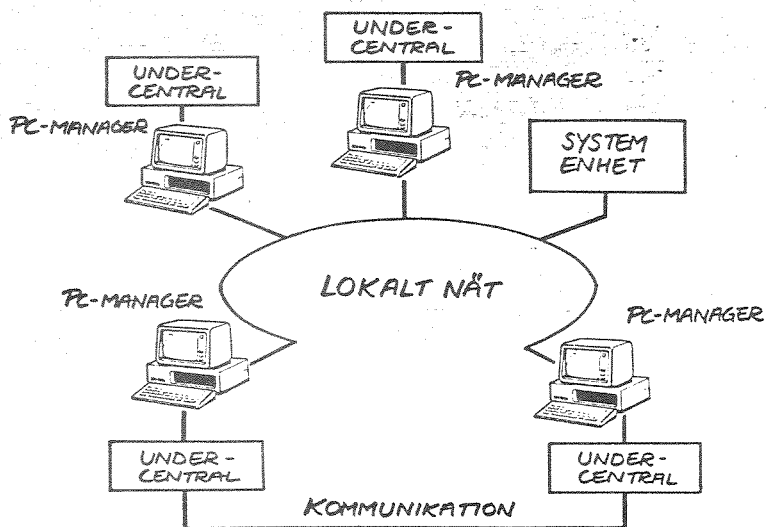 UNDER-
CENTRAL
PC-MANAGER
UNDER-
CENTRAL
PC-MANAGER
SYSTEM
ENHET
LOKALT NÄT
PC-MANAGER
PC-MANAGER
UNDER-
CENTRAL
UNDER-
CENTRAL
KOMMUNIKATION